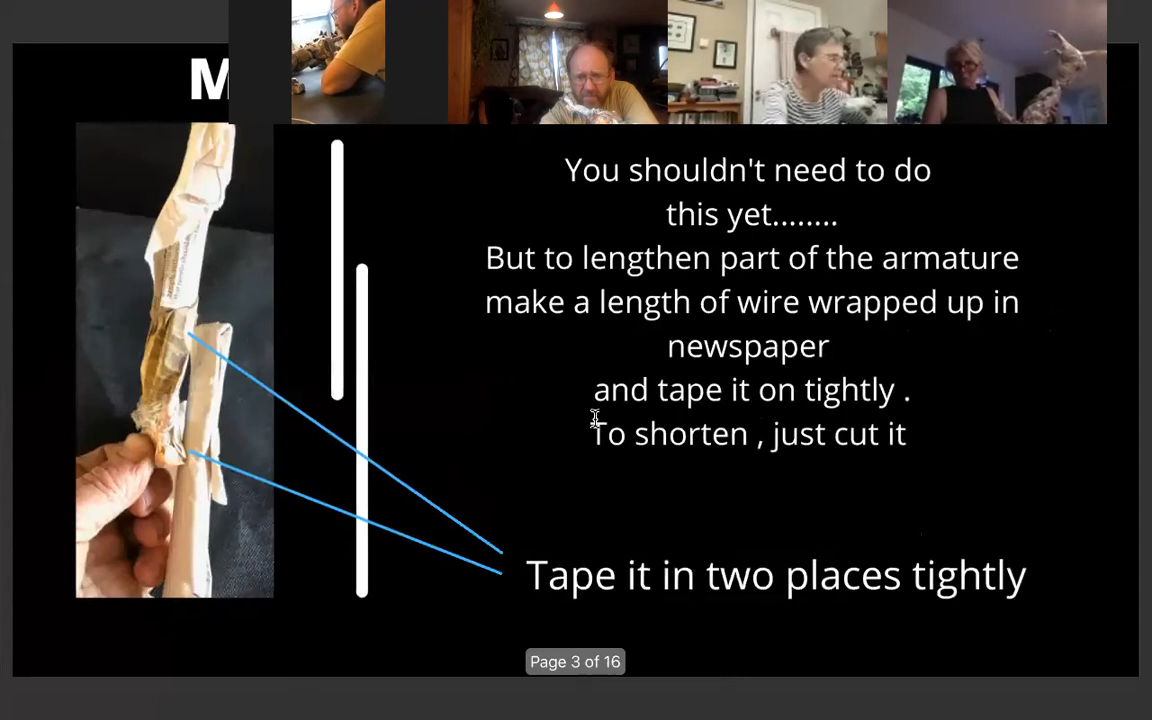 M
You shouldn't need to do
this yet........
But to lengthen part of the armature
make a length of wire wrapped up in
newspaper
and tape it on tightly .
To shorten , just cut it
Tape it in two places tightly
Page 3 of 16